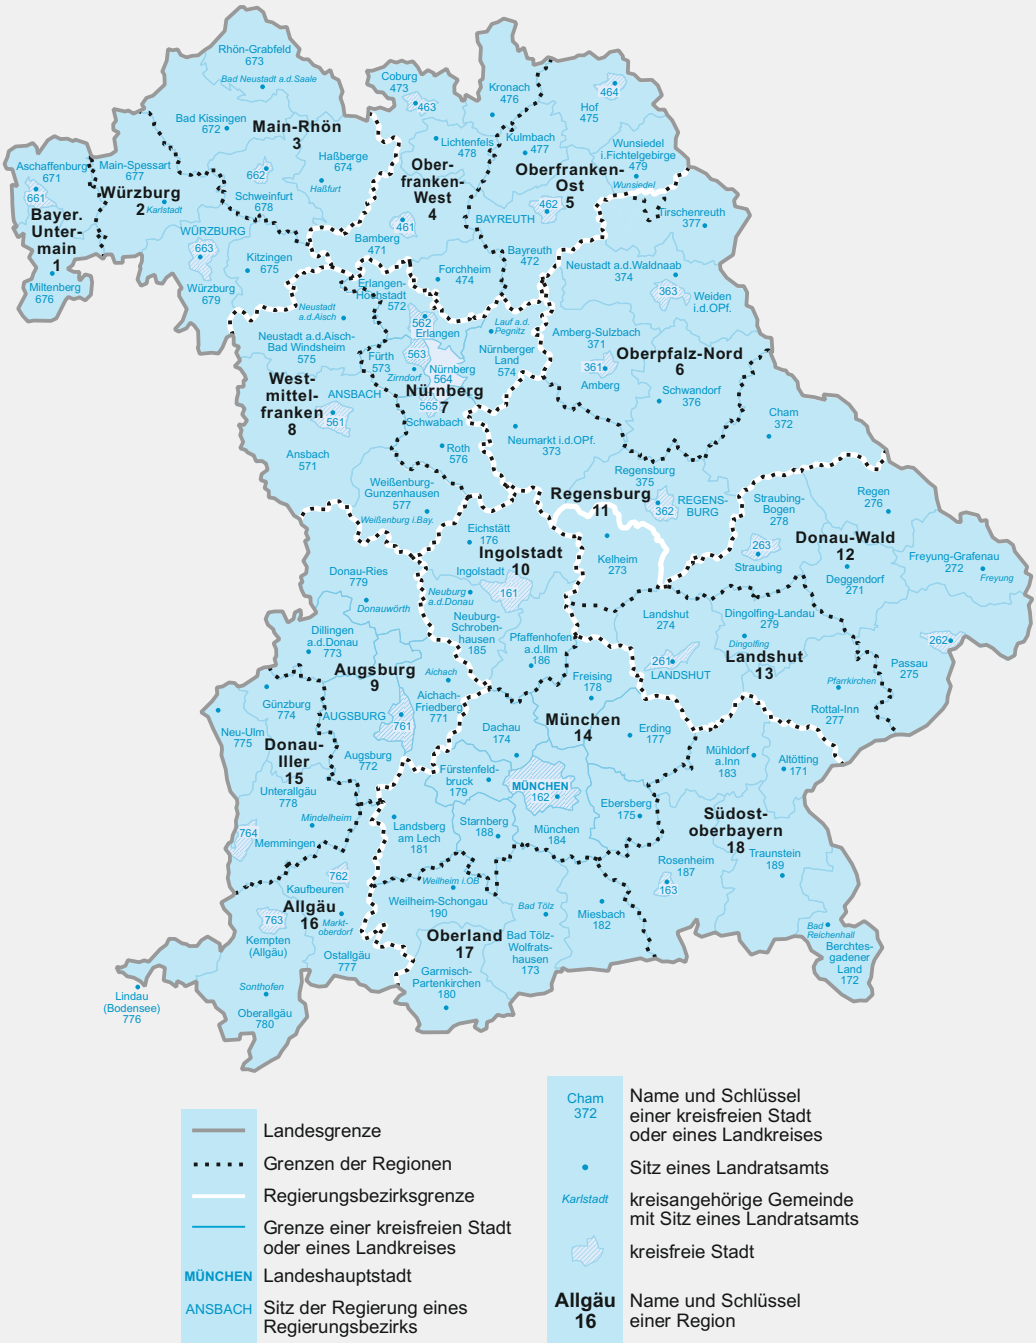 Rhön-Grabfeld
673
Bad Neustadt a.d.Saale
Coburg
473
463
Kronach
476
Hof
475
464
Bad Kissingen
672
Main-Rhön
3
Haßberge
674
Haßfurt
662
Schweinfurt
678
Lichtenfels
478
Kulmbach
477
Ober-
franken-
West
4
Oberfranken-
Ost
5
Wunsiedel
i.Fichtelgebirge
479
Wunsiedel
Aschaffenburg
671
661
Main-Spessart
677
Würzburg
2
Karlstadt
Bayer.
Unter-
main
1
Miltenberg
676
WÜRZBURG
663
Würzburg
679
Kitzingen
675
461
Bamberg
471
BAYREUTH
462
Bayreuth
472
Tirschenreuth
377
Forchheim
474
Erlangen-
Höchstadt
572
562
Erlangen
Neustadt a.d.Waldnaab
374
363
Weiden
i.d.OPf.
Neustadt
a.d.Aisch
Neustadt a.d.Aisch-
Bad Windsheim
575
Lauf a.d.
Pegnitz
Nürnberger
Land
574
Fürth
573
563
Zirndorf
Nürnberg
564
Nürnberg
7
565
Schwabach
Amberg-Sulzbach
371
361
Amberg
Oberpfalz-Nord
6
Schwandorf
376
West-
mittel-
franken
8
ANSBACH
561
Ansbach
571
Roth
576
Neumarkt i.d.OPf.
373
Cham
372
Weißenburg-
Gunzenhausen
577
Weißenburg i.Bay.
Regensburg
375
Regensburg
11
362
REGENS-
BURG
Straubing-
Bogen
278
Regen
276
Eichstätt
176
Ingolstadt
10
Ingolstadt
161
Kelheim
273
263
Straubing
Donau-Wald
12
Deggendorf
271
Freyung-Grafenau
272
Freyung
Donau-Ries
779
Donauwörth
Neuburg
a.d.Donau
Neuburg-
Schroben-
hausen
185
Pfaffenhofen
a.d.Ilm
186
Landshut
274
261
LANDSHUT
Dingolfing-Landau
279
Dingolfing
Landshut
13
262
Passau
275
Pfarrkirchen
Rottal-Inn
277
Dillingen
a.d.Donau
773
Augsburg
9
Aichach
Aichach-
Friedberg
771
AUGSBURG
761
Augsburg
772
Freising
178
München
14
Erding
177
Günzburg
774
Neu-Ulm
775
Donau-
Iller
15
Unterallgäu
778
Mindelheim
764
Memmingen
Dachau
174
Fürstenfeld-
bruck
179
MÜNCHEN
162
München
184
Ebersberg
175
Mühldorf
a.Inn
183
Altötting
171
Landsberg
am Lech
181
Starnberg
188
Südost-
oberbayern
18
Rosenheim
187
163
Traunstein
189
762
Kaufbeuren
Allgäu
16
763
Kempten
(Allgäu)
Markt-
oberdorf
Ostallgäu
777
Weilheim i.OB
Weilheim-Schongau
190
Oberland
17
Bad Tölz
Bad Tölz-
Wolfrats-
hausen
173
Miesbach
182
Bad
Reichenhall
Berchtes-
gadener
Land
172
Garmisch-
Partenkirchen
180
Lindau
(Bodensee)
776
Sonthofen
Oberallgäu
780
Landesgrenze
Grenzen der Regionen
Regierungsbezirksgrenze
Grenze einer kreisfreien Stadt
oder eines Landkreises
MÜNCHEN Landeshauptstadt
ANSBACH Sitz der Regierung eines
Regierungsbezirks
Cham
372
Name und Schlüssel
einer kreisfreien Stadt
oder eines Landkreises
Sitz eines Landratsamts
Karlstadt kreisangehörige Gemeinde
mit Sitz eines Landratsamts
kreisfreie Stadt
Allgäu
16
Name und Schlüssel
einer Region